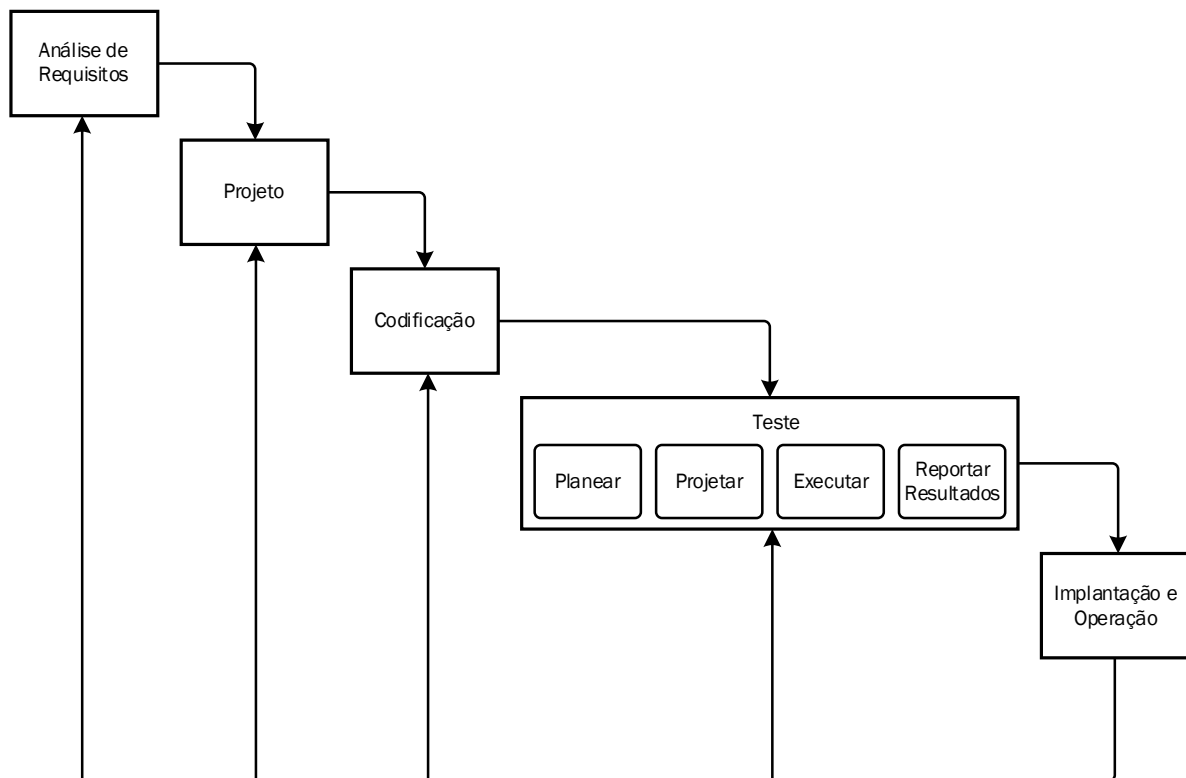 Análise de
Requisitos
Projeto
Codificação
Teste
Planear
Projetar
Executar
Reportar
Resultados
Implantação e
Operação